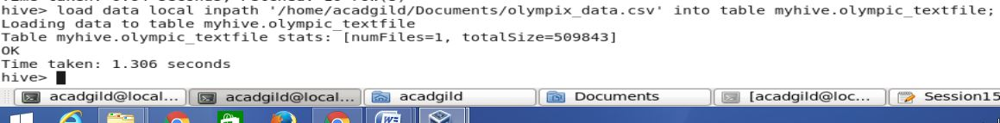 hive> load data local inpath '/home/acadgild/Documents/olympix_data.csv' into table myhive.olympic_textfile;
Loading data to table myhive.olympic_textfile
Table myhive.olympic_textfile stats: [numFiles=1, totalSize=509843]
OK
Time taken: 1.306 seconds
hive>
acadgild@local... acadgild@local... acadgild Documents [acadgild@loc... Session15